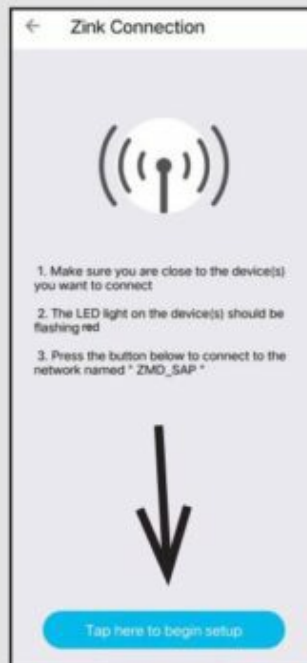 Zink Connection
1. Make sure you are close to the device(s)
you want to connect
2. The LED light on the device(s) should be
flashing red
3. Press the button below to connect to the
network named " ZMD_SAP "
Tap here to begin setup